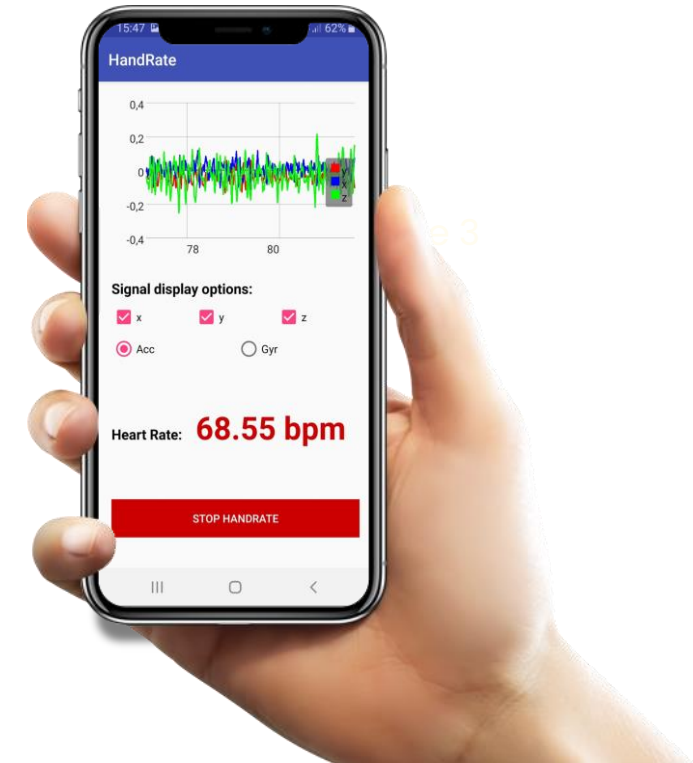 15:47 62%
HandRate
0,4
0,2
0
-0,2
-0,4
78 80
y
x
z
Signal display options:
x y z
Acc Gyr
Heart Rate: 68.55 bpm
STOP HANDRATE
e 3